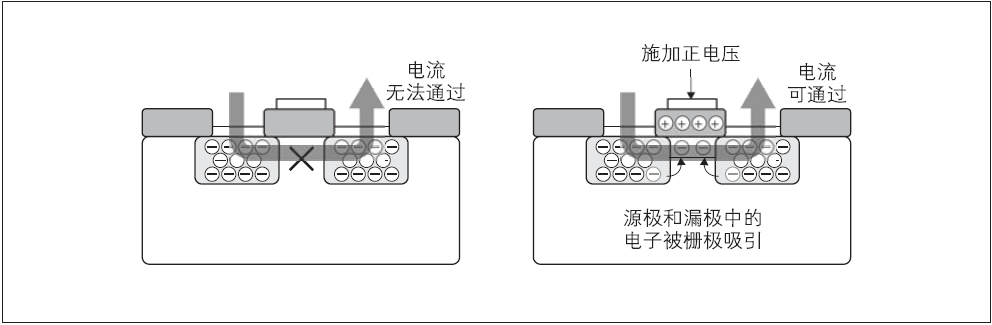 电流
无法通过
施加正电压
电流
可通过
源极和漏极中的
电子被栅极吸引